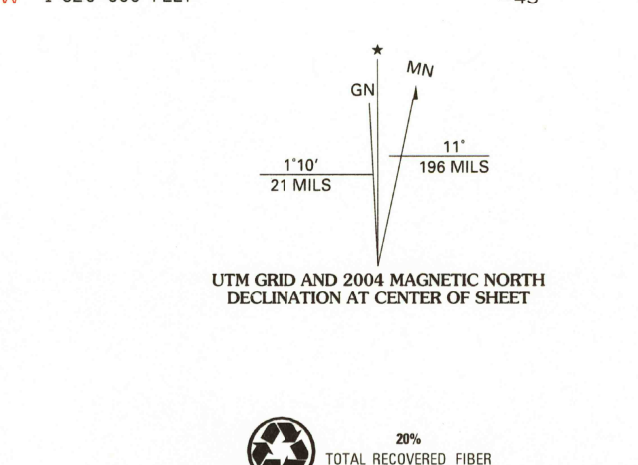 GN
MN
1°10'
21 MILS
11°
196 MILS
UTM GRID AND 2004 MAGNETIC NORTH
DECLINATION AT CENTER OF SHEET
20%
TOTAL RECOVERED FIBER